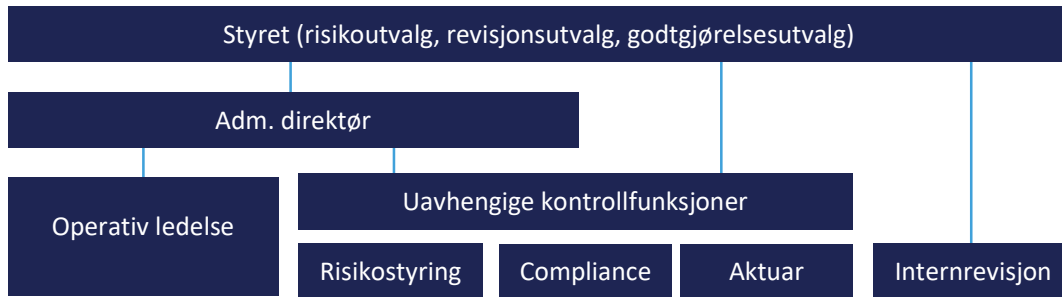 Styret (risikoutvalg, revisjonsutvalg, godtgjørelsesutvalg)
Adm. direktør
Operativ ledelse
Uavhengige kontrollfunksjoner
Risikostyring
Compliance
Aktuar
Internrevisjon